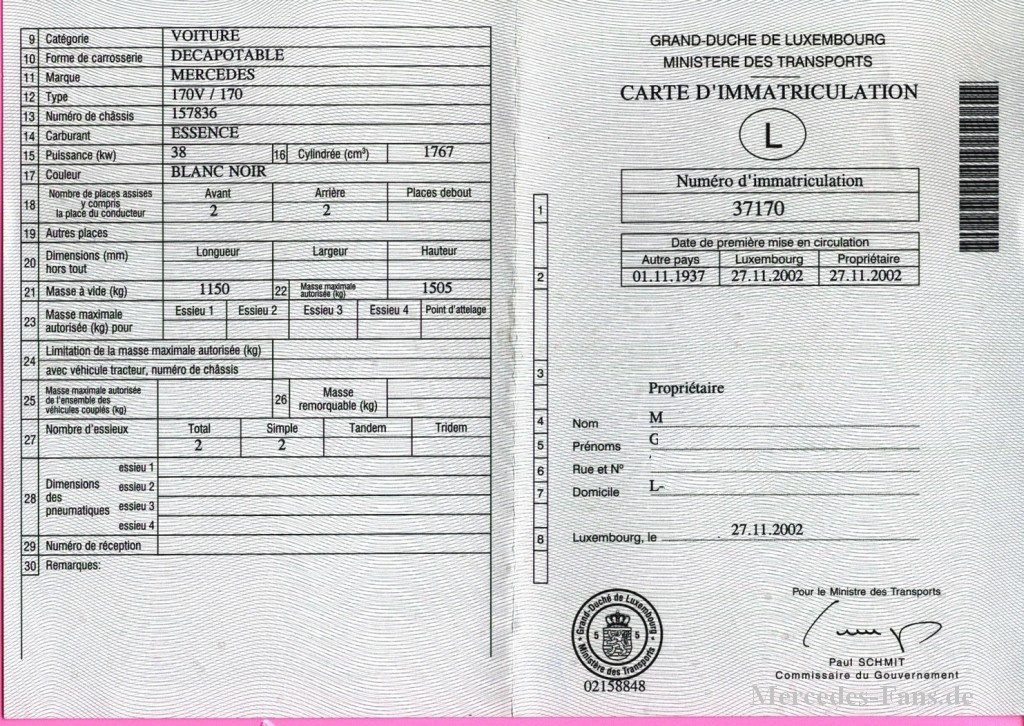 9 Catégorie VOITURE
10 Forme de carrosserie DECAPOTABLE
11 Marque MERCEDES
12 Type 170V / 170
13 Numéro de châssis 157836
14 Carburant ESSENCE
15 Puissance (kw) 38 16 Cylindrée (cm³) 1767
17 Couleur BLANC NOIR
18 Nombre de places assises y compris la place du conducteur Avant Arrière Places debout
2 2
19 Autres places
20 Dimensions (mm) hors tout Longueur Largeur Hauteur
21 Masse à vide (kg) 1150 22 Masse maximale autorisée (kg) 1505
23 Masse maximale autorisée (kg) pour Essieu 1 Essieu 2 Essieu 3 Essieu 4 Point d'attelage
24 Limitation de la masse maximale autorisée (kg)
avec véhicule tracteur, numéro de châssis
25 Masse maximale autorisée de l'ensemble des véhicules couplés (kg) 26 Masse remorquable (kg)
27 Nombre d'essieux Total Simple Tandem Tridem
2 2
28 Dimensions des pneumatiques essieu 1
essieu 2
essieu 3
essieu 4
29 Numéro de réception
30 Remarques:
GRAND-DUCHE DE LUXEMBOURG
MINISTERE DES TRANSPORTS
CARTE D'IMMATRICULATION
L
Numéro d'immatriculation
1 37170
Date de première mise en circulation
Autre pays Luxembourg Propriétaire
2 01.11.1937 27.11.2002 27.11.2002
3
Propriétaire
4 Nom M
5 Prénoms G
6 Rue et Nº
7 Domicile L-
8 Luxembourg, le 27.11.2002
Grand-Duché de Luxembourg
5 5
Ministère des Transports
02158848
Pour le Ministre des Transports
Paul SCHMIT
Commissaire du Gouvernement
Mercedes-Fans.de